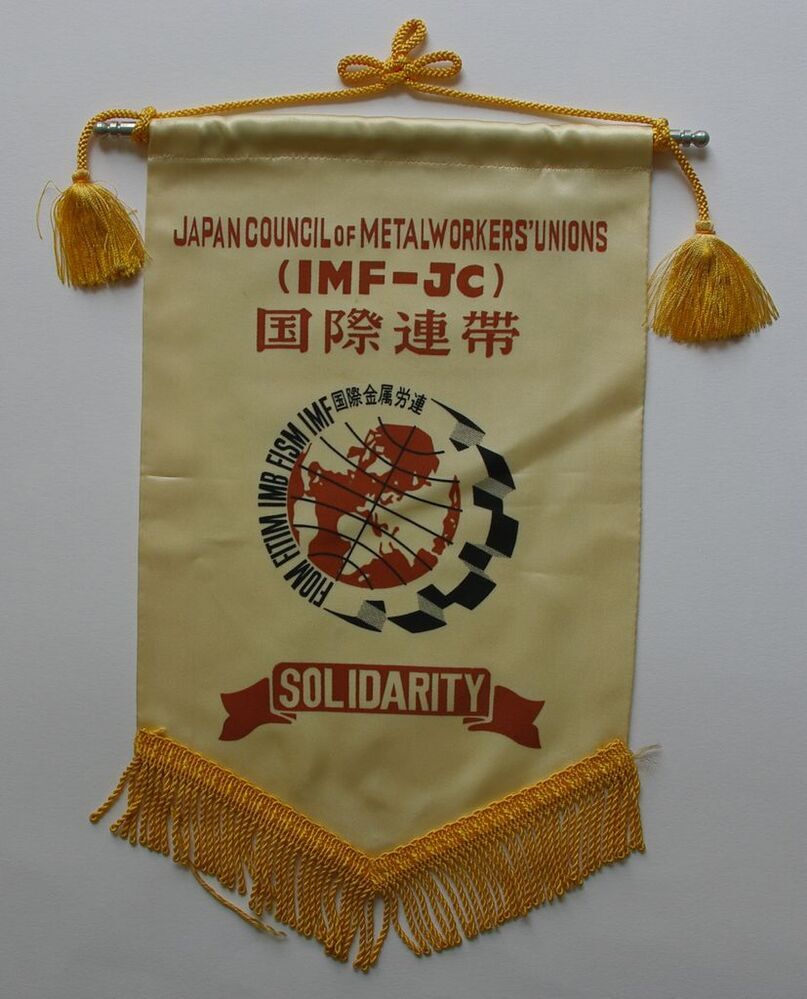 JAPAN COUNCIL OF METALWORKERS' UNIONS
(IMF-JC)
国際連帯
FIOM FITIM IMB FISM IMF 国際金属労連
SOLIDARITY